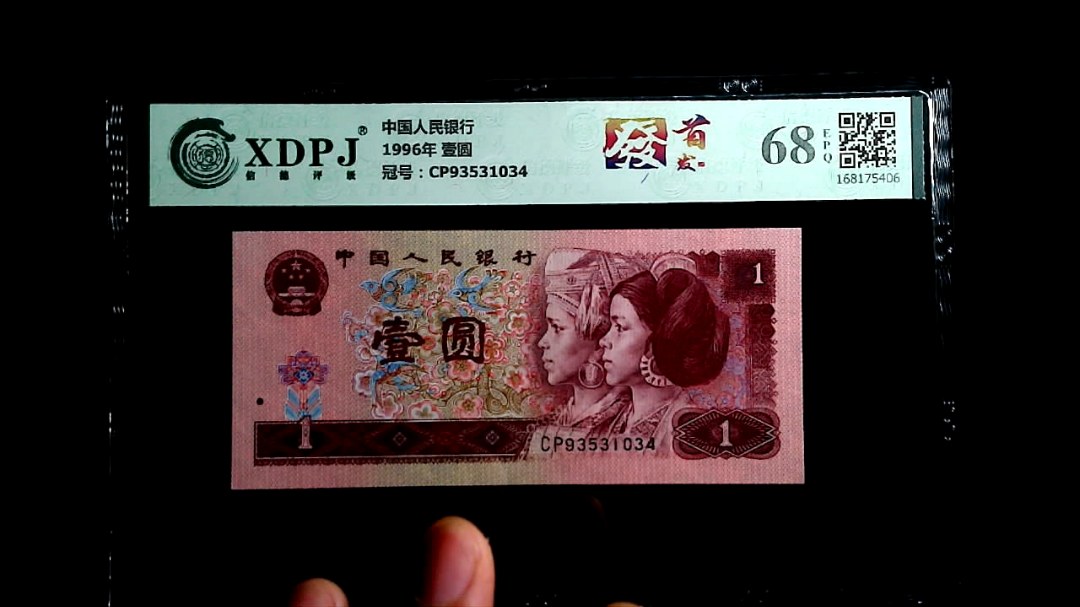 XDPJ®
信德评级
中国人民银行
1996年 壹圆
冠号：CP93531034
發
首
发
68
EPQ
168175406
中国人民银行
1
壹圆
1
CP93531034
1